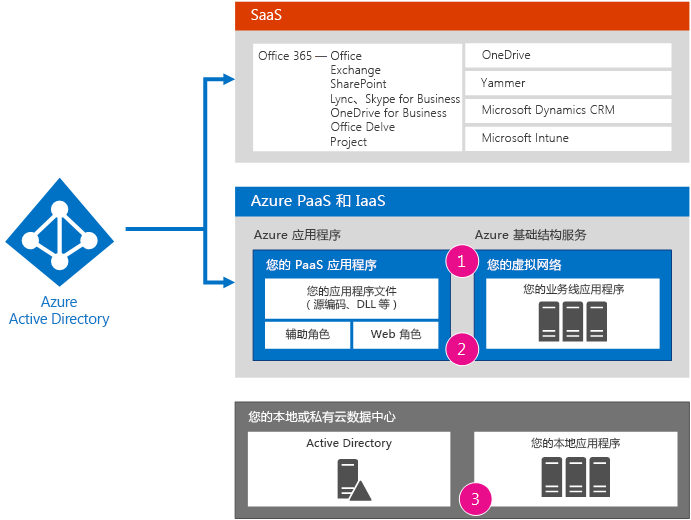 SaaS
Office 365 — Office
Exchange
SharePoint
Lync、Skype for Business
OneDrive for Business
Office Delve
Project
OneDrive
Yammer
Microsoft Dynamics CRM
Microsoft Intune
Azure
Active Directory
Azure PaaS 和 IaaS
Azure 应用程序
Azure 基础结构服务
您的 PaaS 应用程序
1
您的虚拟网络
您的应用程序文件
（源编码、DLL 等）
辅助角色
Web 角色
您的业务线应用程序
2
您的本地或私有云数据中心
Active Directory
您的本地应用程序
3